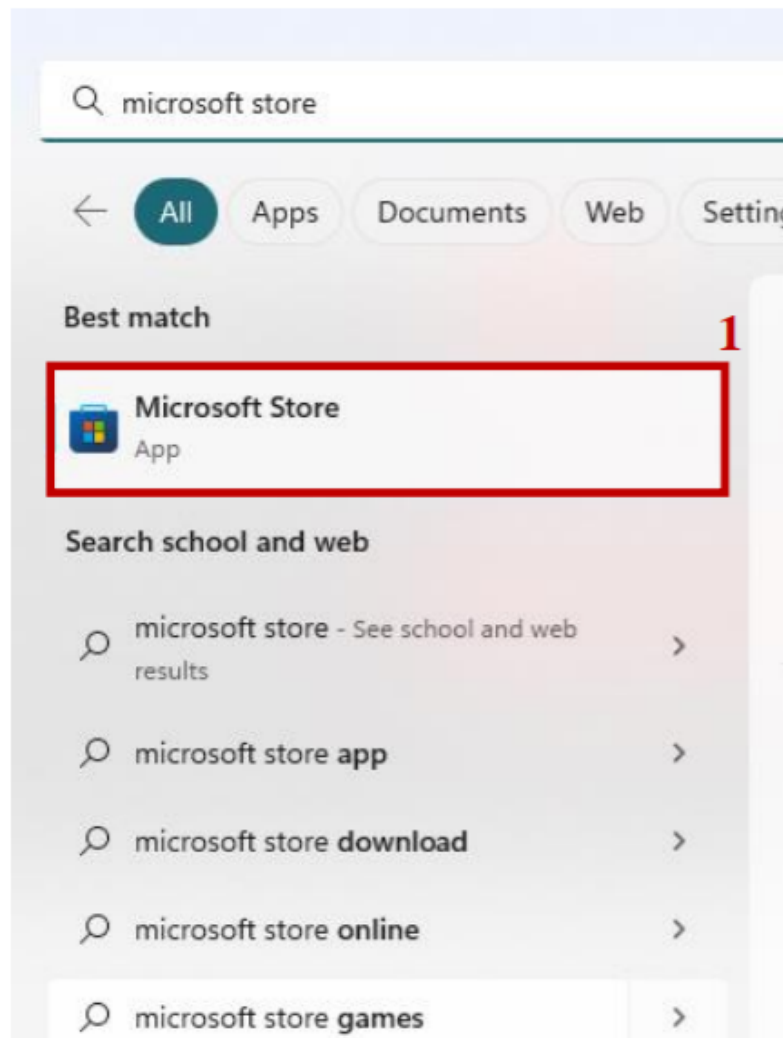 microsoft store
All Apps Documents Web Setting
Best match
1
Microsoft Store
App
Search school and web
microsoft store - See school and web
results
microsoft store app
microsoft store download
microsoft store online
microsoft store games